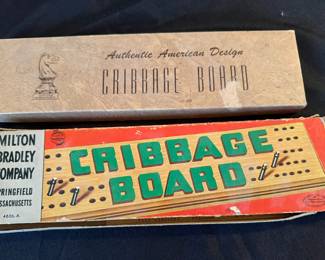 Authentic American Design
CRIBBAGE BOARD
MILTON
BRADLEY
COMPANY
SPRINGFIELD
MASSACHUSETTS
CRIBBAGE
BOARD